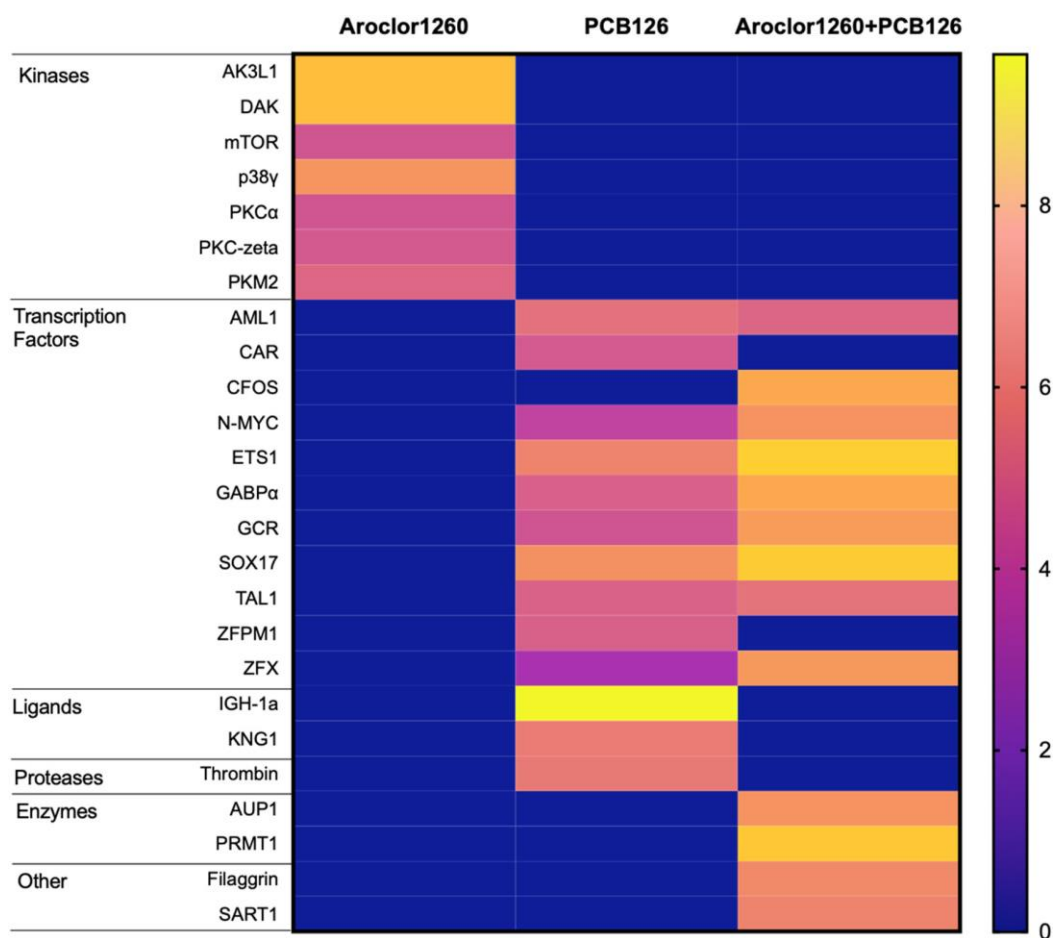 Aroclor1260 PCB126 Aroclor1260+PCB126
Kinases AK3L1
DAK
mTOR
p38γ
PKCα
PKC-zeta
PKM2
Transcription Factors AML1
CAR
CFOS
N-MYC
ETS1
GABPα
GCR
SOX17
TAL1
ZFPM1
ZFX
Ligands IGH-1a
KNG1
Proteases Thrombin
Enzymes AUP1
PRMT1
Other Filaggrin
SART1
8
6
4
2
0